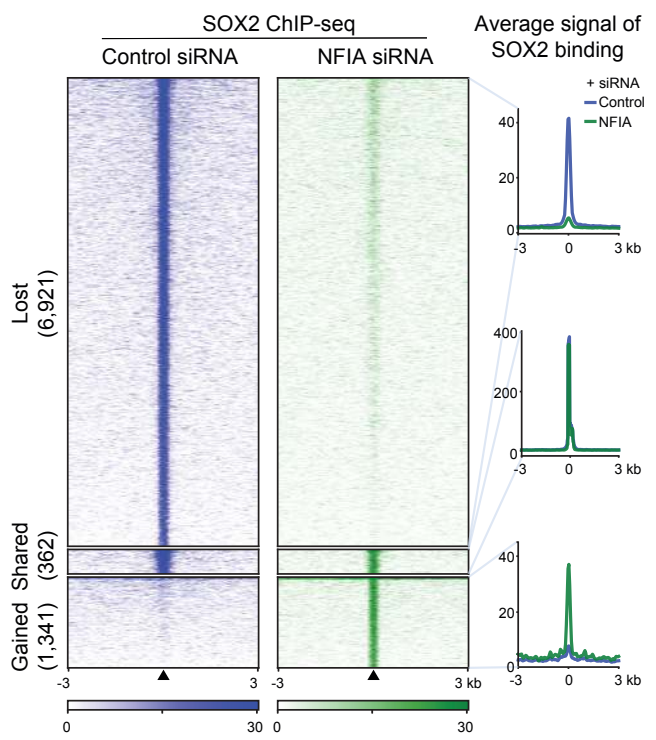 SOX2 ChIP-seq
Control siRNA
NFIA siRNA
Average signal of
SOX2 binding
+ siRNA
Control
NFIA
Lost
(6,921)
Shared
(362)
Gained
(1,341)
40
20
0
-3
0
3 kb
400
200
0
-3
0
3 kb
40
20
0
-3
0
3 kb
-3
3
-3
3 kb
0
30
0
30